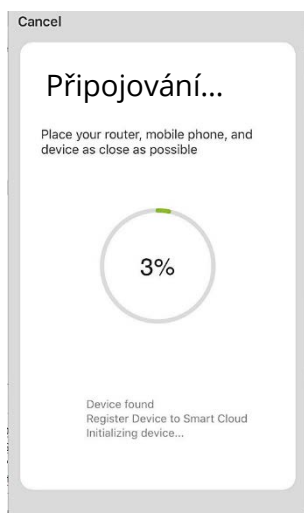 Cancel
Připojování...
Place your router, mobile phone, and
device as close as possible
3%
Device found
Register Device to Smart Cloud
Initializing device...